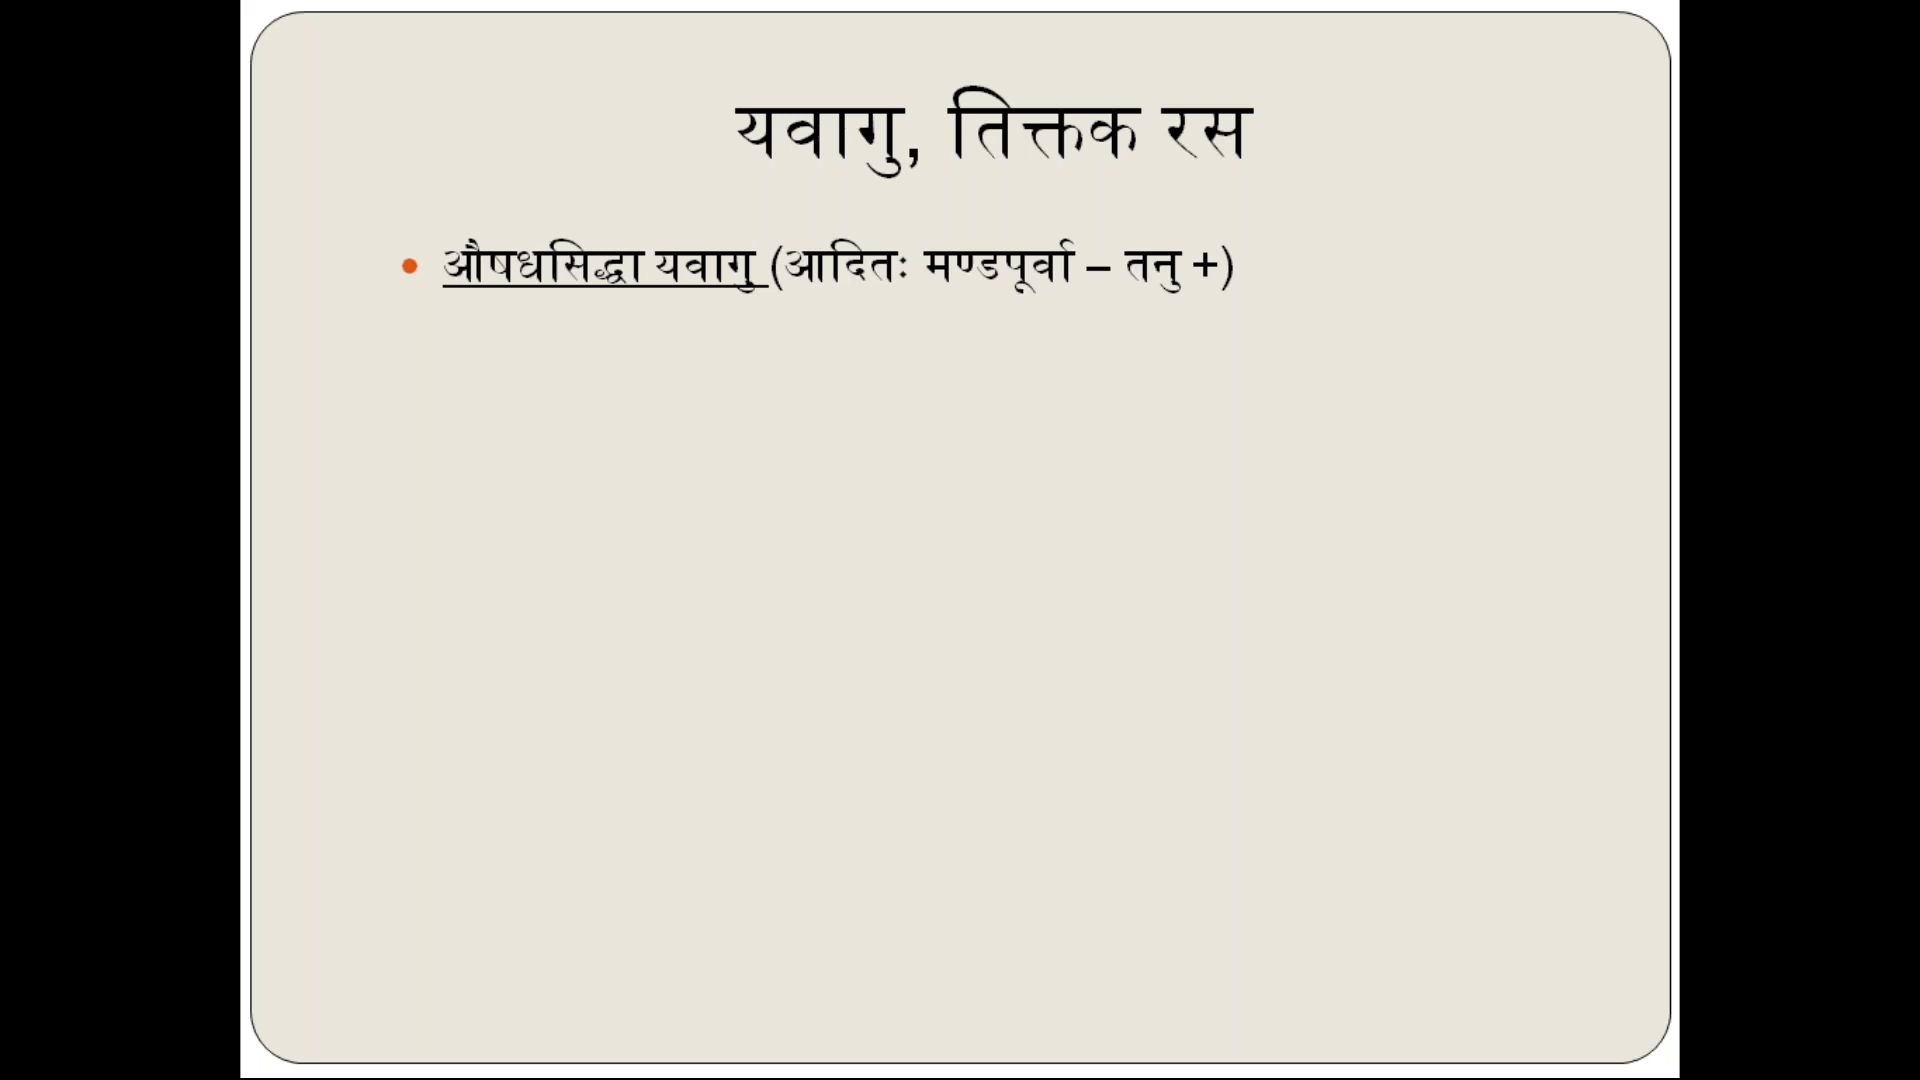 यवागु, तिक्तक रस
औषधसिद्धा यवागु (आदितः मण्डपूर्वा – तनु +)